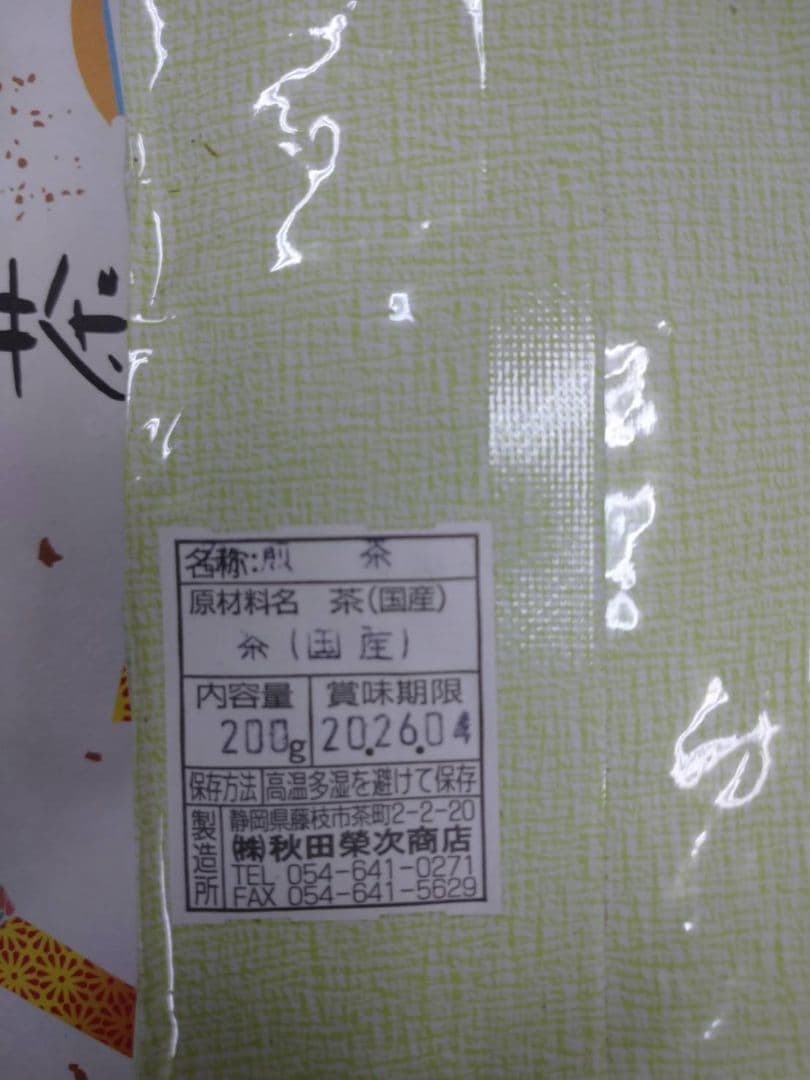 茶
名称:煎 茶
原材料名 茶(国産)
茶(国産)
内容量 賞味期限
200g 20.26.04
保存方法 高温多湿を避けて保存
製造所 静岡県藤枝市茶町2-2-20
㈱秋田榮次商店
TEL 054-641-0271
FAX 054-641-5629